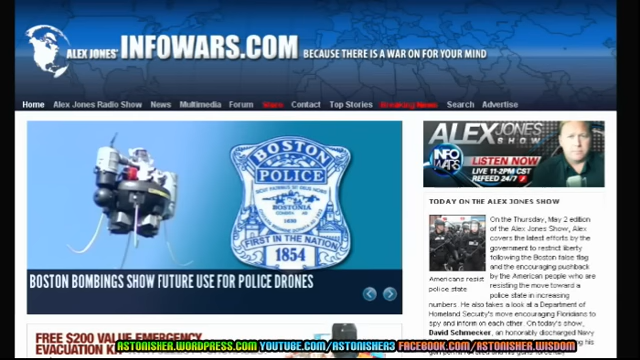 ALEX JONES' INFOWARS.COM BECAUSE THERE IS A WAR ON FOR YOUR MIND
Home Alex Jones Radio Show News Multimedia Forum Store Contact Top Stories Breaking News Search Advertise
BOSTON
POLICE
BOSTONIA
FIRST IN THE NATION
1854
BOSTON BOMBINGS SHOW FUTURE USE FOR POLICE DRONES
ALEX JONES
SHOW
INFO
WARS
LISTEN NOW
LIVE 11-2PM CST
REFEED 24/7
TODAY ON THE ALEX JONES SHOW
On the Thursday, May 2 edition
of the Alex Jones Show, Alex
covers the latest efforts by the
government to restrict liberty
following the Boston false flag
and the encouraging pushback
by the American people who are
resisting the move toward a
police state in increasing
Americans resist
police state
numbers. He also takes a look at a Department of
Homeland Security's move encouraging Floridians to
spy and inform on each other. On today's show,
David Schmecker, an honorably discharged Navy
FREE $200 VALUE EMERGENCY
EVACUATION
ASTONISHER.WORDPRESS.COM YOUTUBE.COM/ASTONISHER3 FACEBOOK.COM/ASTONISHER.WISDOM